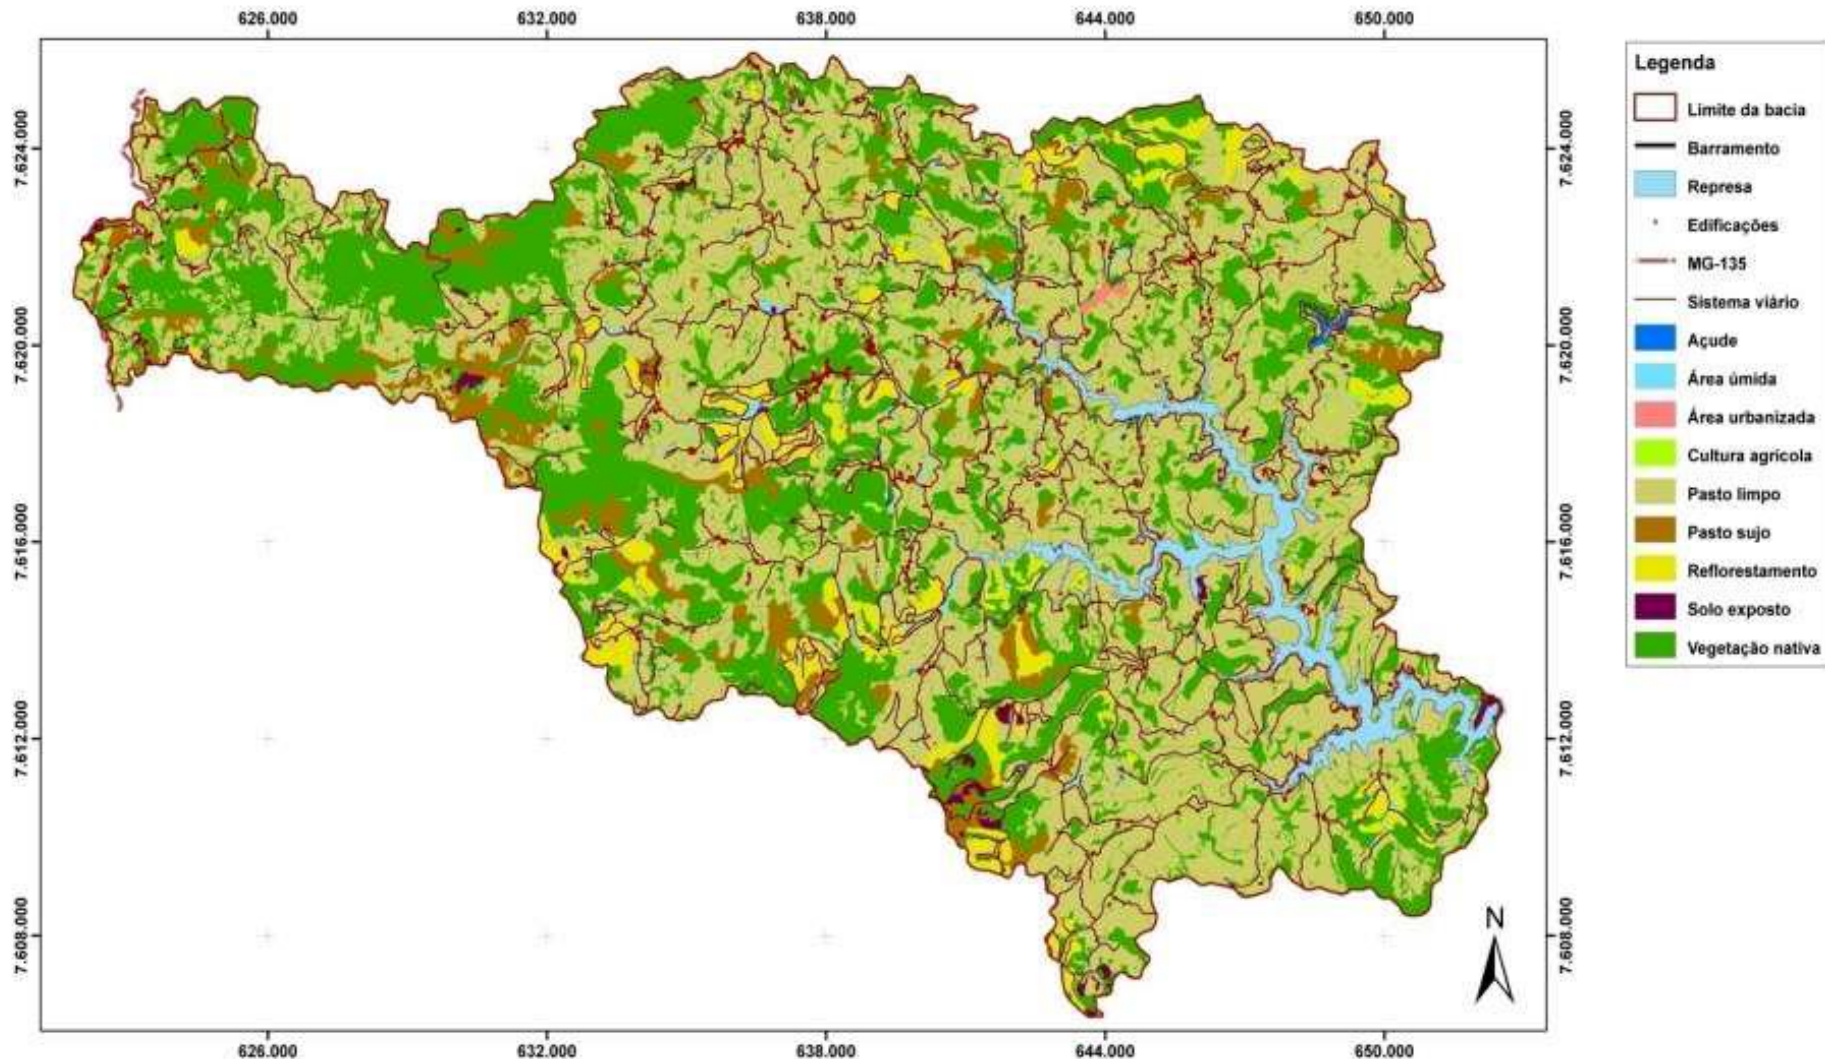 626.000 632.000 638.000 644.000 650.000
7.624.000 7.624.000
7.620.000 7.620.000
7.616.000 7.616.000
7.612.000 7.612.000
7.608.000 7.608.000
N
626.000 632.000 638.000 644.000 650.000
Legenda
Limite da bacia
Barramento
Represa
Edificações
MG-135
Sistema viário
Açude
Área úmida
Área urbanizada
Cultura agrícola
Pasto limpo
Pasto sujo
Reflorestamento
Solo exposto
Vegetação nativa